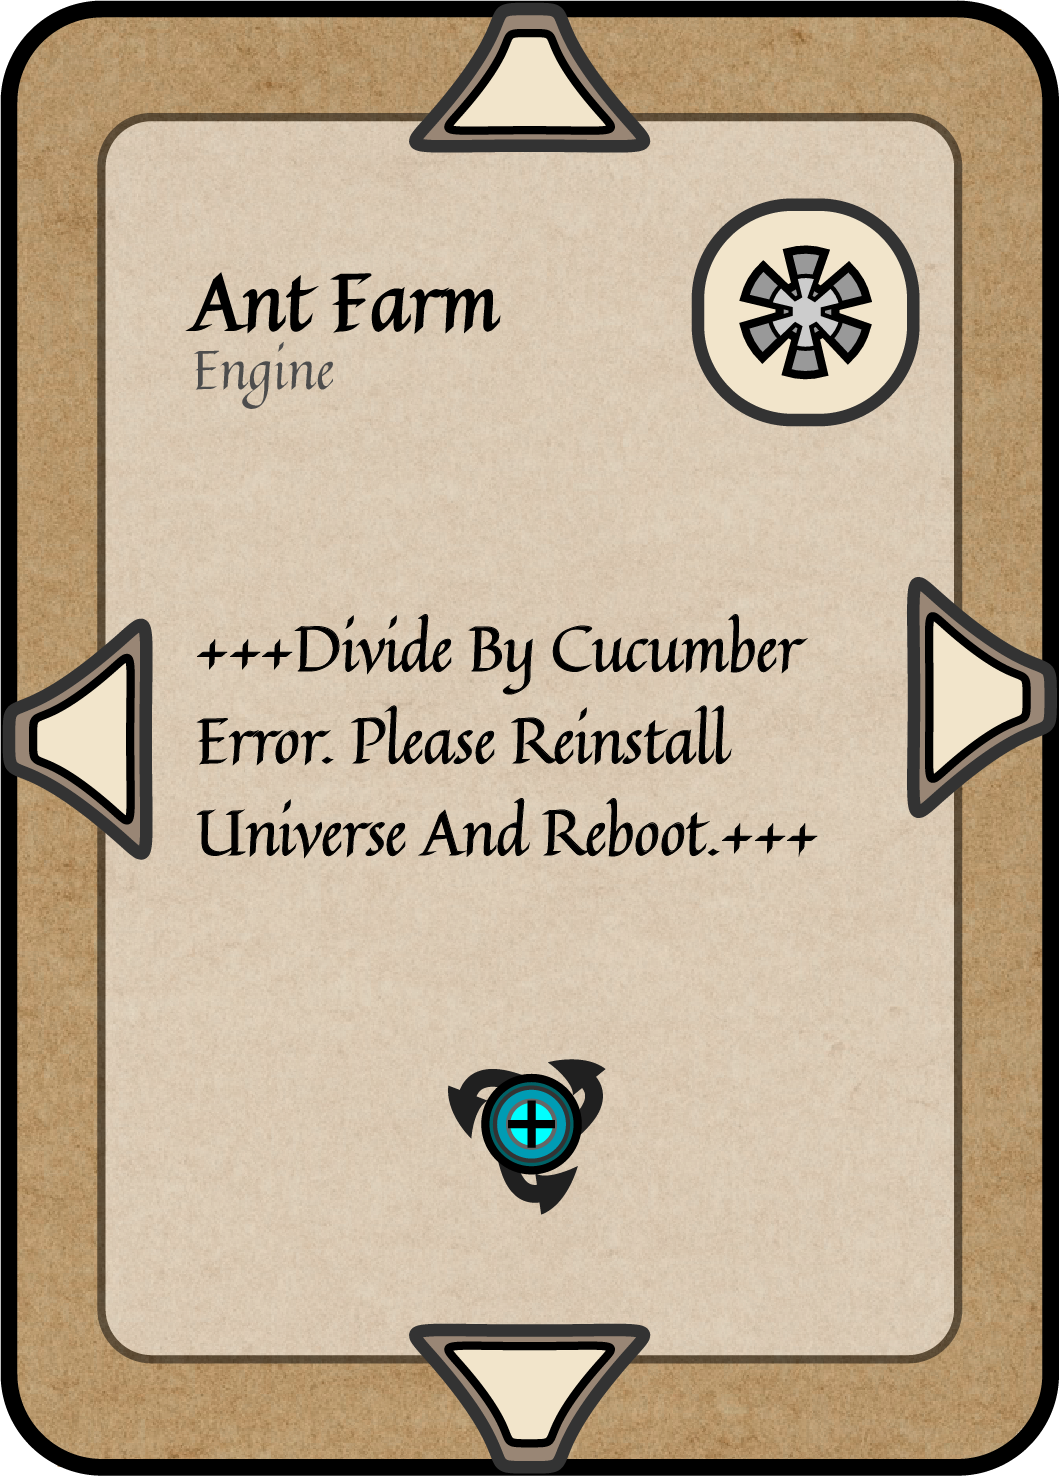 Ant Farm
Engine
+++Divide By Cucumber
Error. Please Reinstall
Universe And Reboot.+++